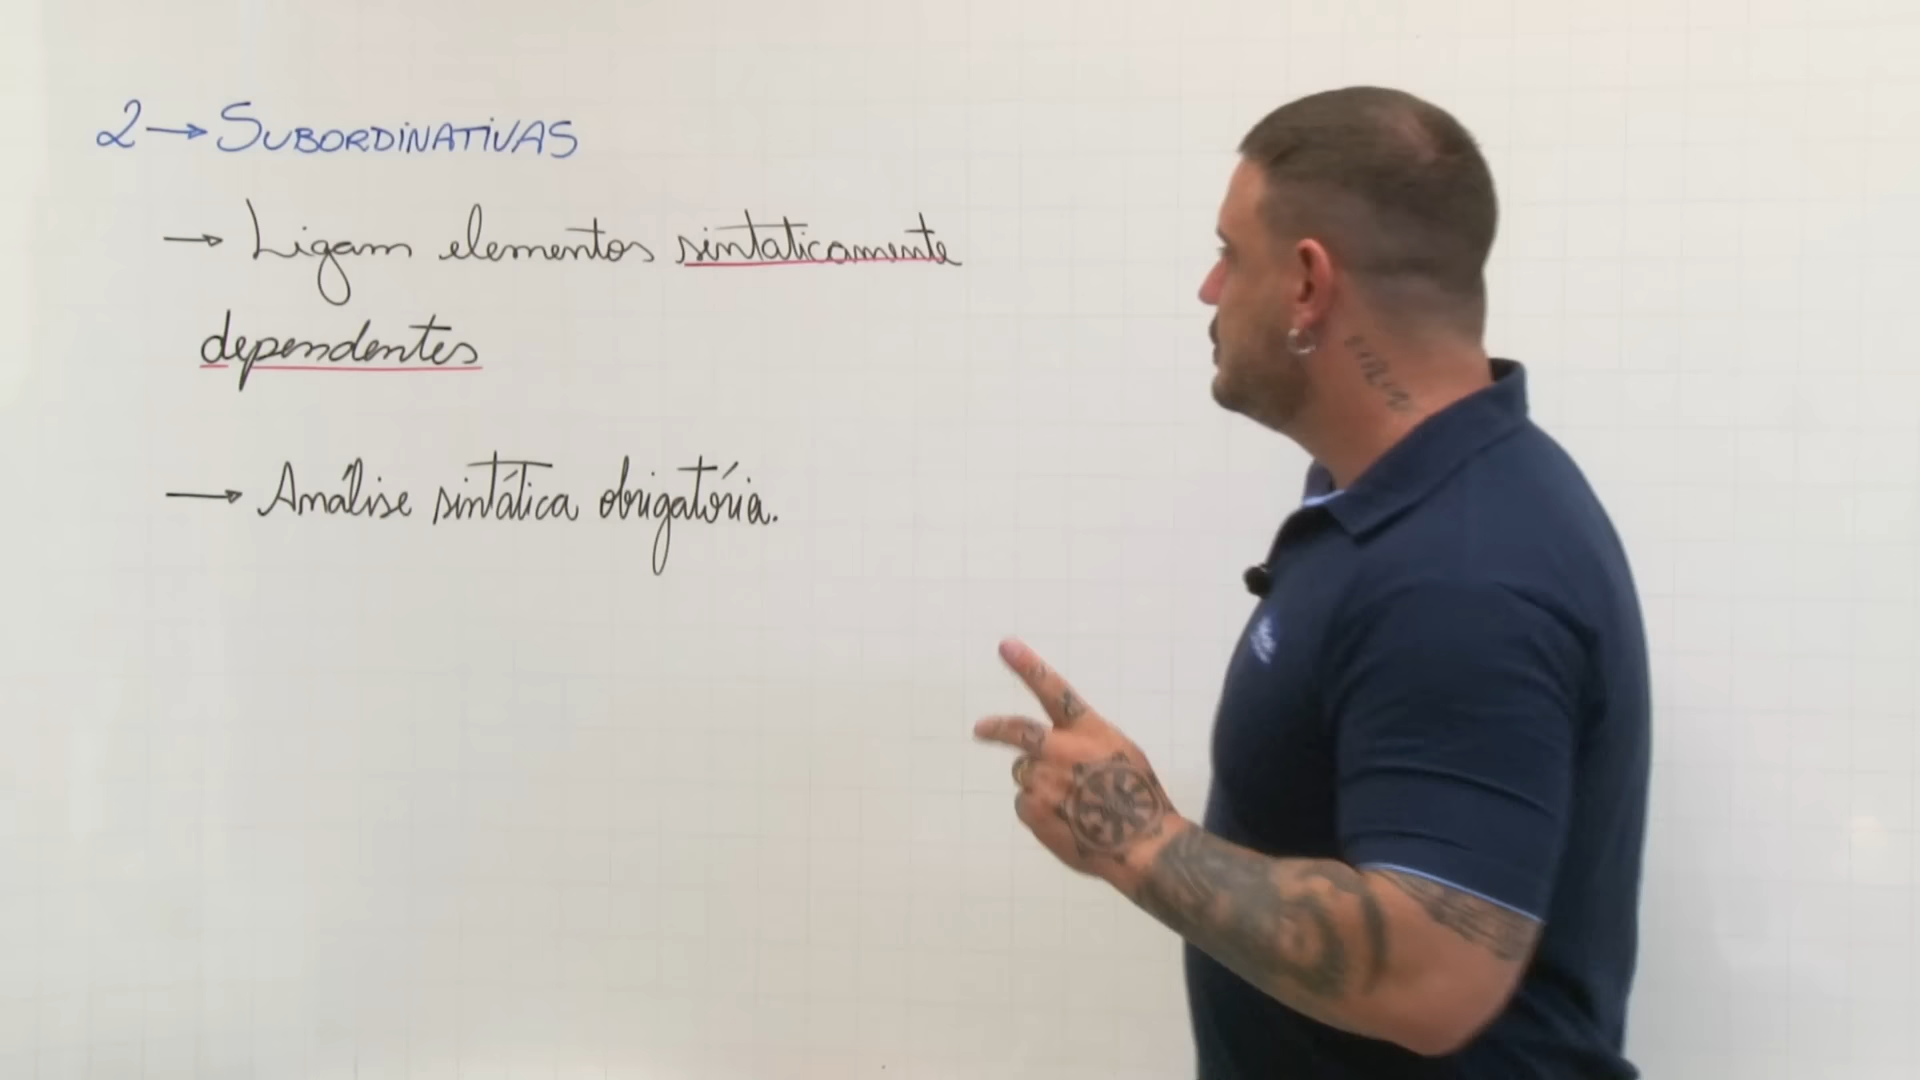 2→ SUBORDINATIVAS
→ Ligam elementos sintaticamente
dependentes
→ Análise sintática obrigatória.